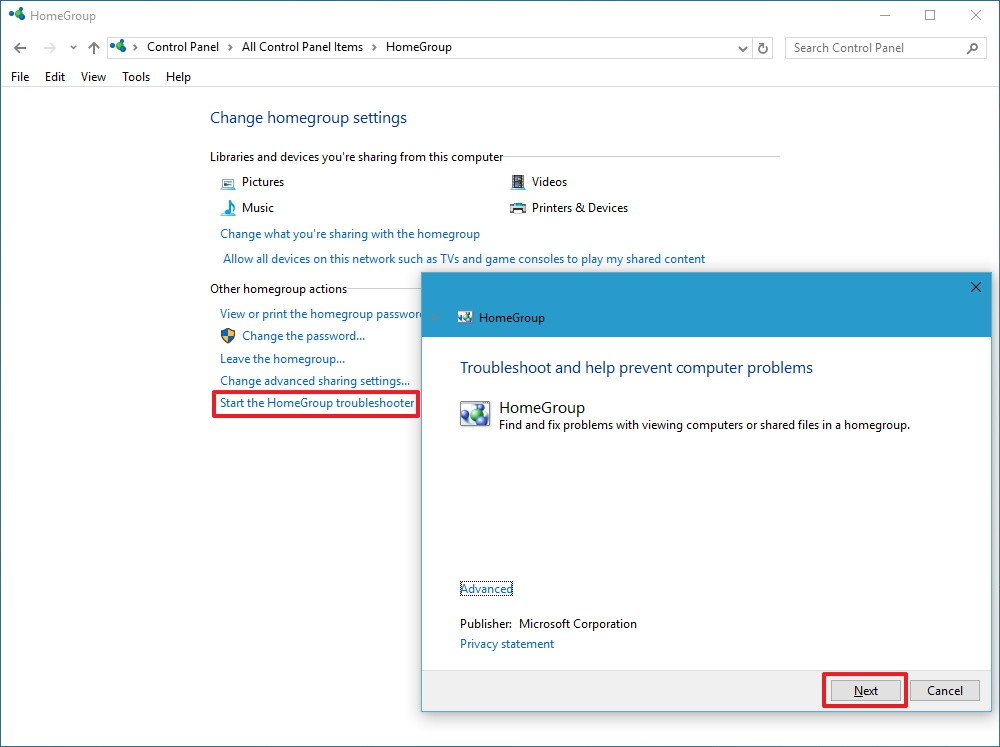 HomeGroup
Control Panel > All Control Panel Items > HomeGroup
Search Control Panel
File Edit View Tools Help
Change homegroup settings
Libraries and devices you're sharing from this computer
Pictures Videos
Music Printers & Devices
Change what you're sharing with the homegroup
Allow all devices on this network such as TVs and game consoles to play my shared content
Other homegroup actions
View or print the homegroup passwor
Change the password...
Leave the homegroup...
Change advanced sharing settings...
Start the HomeGroup troubleshooter
HomeGroup
Troubleshoot and help prevent computer problems
HomeGroup
Find and fix problems with viewing computers or shared files in a homegroup.
Advanced
Publisher: Microsoft Corporation
Privacy statement
Next Cancel